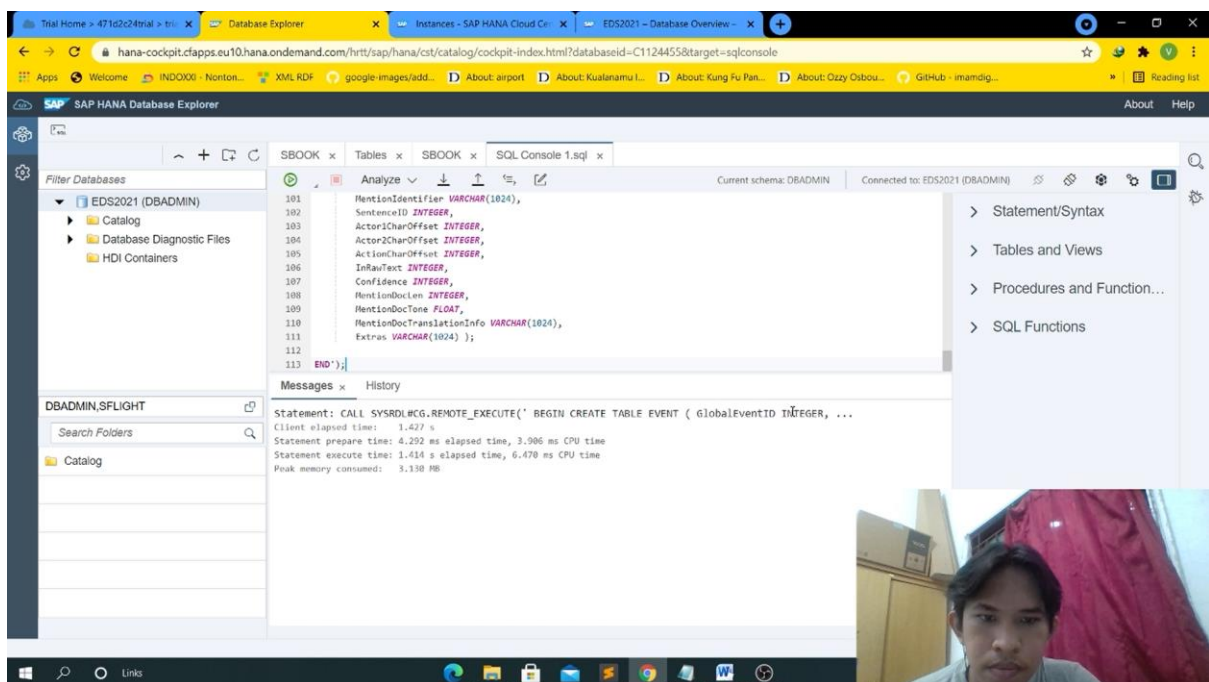 Trial Home > 471d2c24trial > tri
Database Explorer
Instances - SAP HANA Cloud Cen
EDS2021 – Database Overview –
hana-cockpit.cfapps.eu10.hana.ondemand.com/hrtt/sap/hana/cst/catalog/cockpit-index.html?databaseid=C1124455&target=sqlconsole
V
Apps
Welcome
INDOXXI - Nonton...
XML RDF
google-images/add...
About: airport
About: Kualanamu I...
About: Kung Fu Pan...
About: Ozzy Osbou...
GitHub - imamdig...
»
Reading list
SAP SAP HANA Database Explorer
About
Help
SBOOK
Tables
SBOOK
SQL Console 1.sql
Filter Databases
Analyze
Current schema: DBADMIN
Connected to: EDS2021 (DBADMIN)
EDS2021 (DBADMIN)
Catalog
Database Diagnostic Files
HDI Containers
101 MentionIdentifier VARCHAR(1024),
102 SentenceID INTEGER,
103 Actor1CharOffset INTEGER,
104 Actor2CharOffset INTEGER,
105 ActionCharOffset INTEGER,
106 InRawText INTEGER,
107 Confidence INTEGER,
108 MentionDocLen INTEGER,
109 MentionDocTone FLOAT,
110 MentionDocTranslationInfo VARCHAR(1024),
111 Extras VARCHAR(1024) );
112
113 END');
Statement/Syntax
Tables and Views
Procedures and Function...
SQL Functions
Messages
History
DBADMIN,SFLIGHT
Search Folders
Catalog
Statement: CALL SYSRDL#CG.REMOTE_EXECUTE(' BEGIN CREATE TABLE EVENT ( GlobalEventID INTEGER, ...
Client elapsed time: 1.427 s
Statement prepare time: 4.292 ms elapsed time, 3.906 ms CPU time
Statement execute time: 1.414 s elapsed time, 6.470 ms CPU time
Peak memory consumed: 3.130 MB
Links